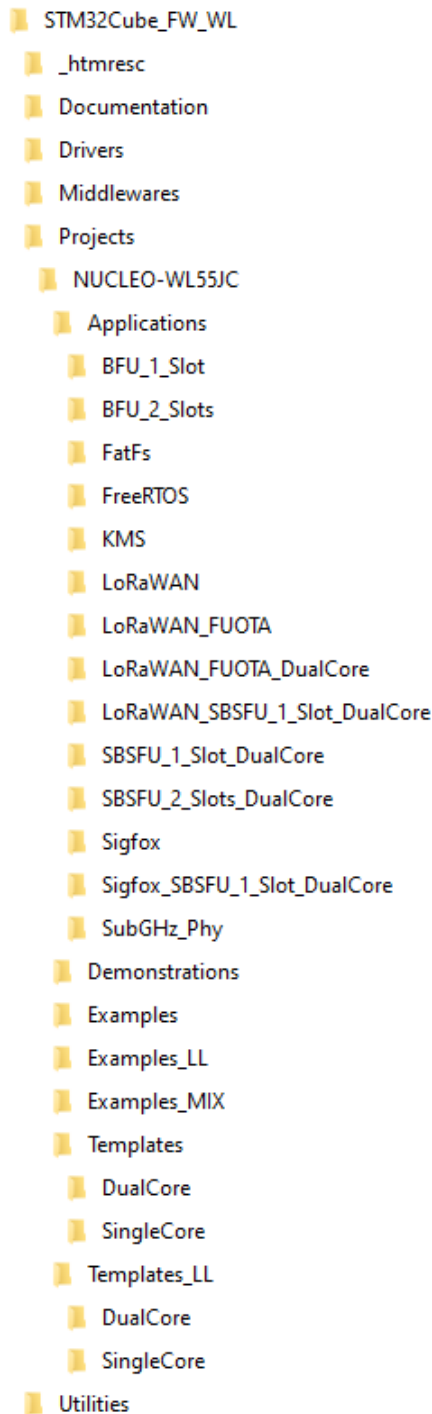 STM32Cube_FW_WL
_htmresc
Documentation
Drivers
Middlewares
Projects
NUCLEO-WL55JC
Applications
BFU_1_Slot
BFU_2_Slots
FatFs
FreeRTOS
KMS
LoRaWAN
LoRaWAN_FUOTA
LoRaWAN_FUOTA_DualCore
LoRaWAN_SBSFU_1_Slot_DualCore
SBSFU_1_Slot_DualCore
SBSFU_2_Slots_DualCore
Sigfox
Sigfox_SBSFU_1_Slot_DualCore
SubGHz_Phy
Demonstrations
Examples
Examples_LL
Examples_MIX
Templates
DualCore
SingleCore
Templates_LL
DualCore
SingleCore
Utilities